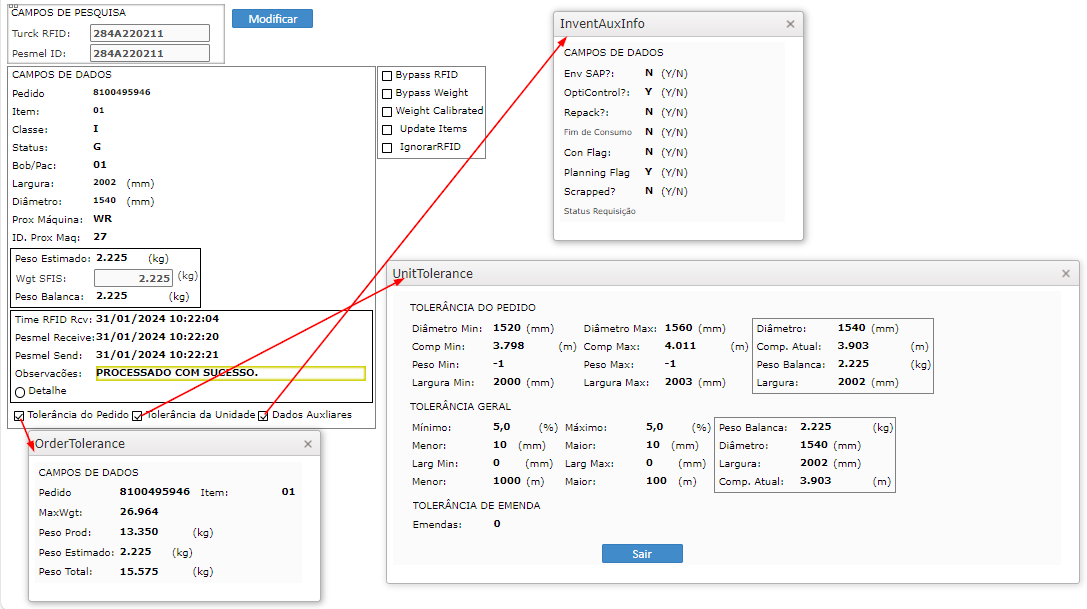 CAMPOS DE PESQUISA
Turck RFID: 284A220211
Pesmel ID: 284A220211
Modificar
CAMPOS DE DADOS
Pedido 8100495946
Item: 01
Classe: I
Status: G
Bob/Pac: 01
Largura: 2002 (mm)
Diâmetro: 1540 (mm)
Prox Máquina: WR
ID. Prox Maq: 27
Peso Estimado: 2.225 (kg)
Wgt SFIS: 2.225 (kg)
Peso Balanca: 2.225 (kg)
Time RFID Rcv: 31/01/2024 10:22:04
Pesmel Receive: 31/01/2024 10:22:20
Pesmel Send: 31/01/2024 10:22:21
Observacões: PROCESSADO COM SUCESSO.
Detalhe
Tolerância do Pedido Tolerância da Unidade Dados Auxliares
Bypass RFID
Bypass Weight
Weight Calibrated
Update Items
IgnorarRFID
InventAuxInfo
CAMPOS DE DADOS
Env SAP?: N (Y/N)
OptiControl?: Y (Y/N)
Repack?: N (Y/N)
Fim de Consumo N (Y/N)
Con Flag: N (Y/N)
Planning Flag Y (Y/N)
Scrapped? N (Y/N)
Status Requisição
UnitTolerance
TOLERÂNCIA DO PEDIDO
Diâmetro Min: 1520 (mm) Diâmetro Max: 1560 (mm) Diâmetro: 1540 (mm)
Comp Min: 3.798 (m) Comp Max: 4.011 (m) Comp. Atual: 3.903 (m)
Peso Min: -1 Peso Max: -1 Peso Balanca: 2.225 (kg)
Largura Min: 2000 (mm) Largura Max: 2003 (mm) Largura: 2002 (mm)
TOLERÂNCIA GERAL
Mínimo: 5,0 (%) Máximo: 5,0 (%) Peso Balanca: 2.225 (kg)
Menor: 10 (mm) Maior: 10 (mm) Diâmetro: 1540 (mm)
Larg Min: 0 (mm) Larg Max: 0 (mm) Largura: 2002 (mm)
Menor: 1000 (m) Maior: 100 (m) Comp. Atual: 3.903 (m)
TOLERÂNCIA DE EMENDA
Emendas: 0
Sair
OrderTolerance
CAMPOS DE DADOS
Pedido 8100495946 Item: 01
MaxWgt: 26.964
Peso Prod: 13.350 (kg)
Peso Estimado: 2.225 (kg)
Peso Total: 15.575 (kg)